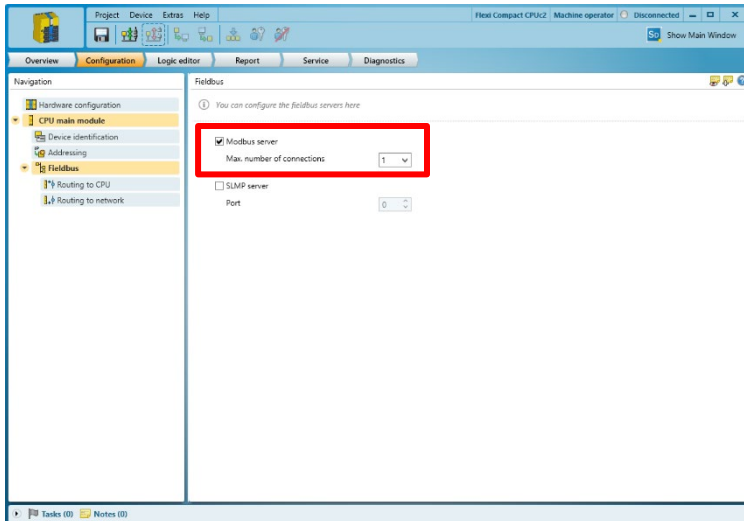 Project Device Extras Help
Flexi Compact CPUc2 Machine operator Disconnected
So Show Main Window
Overview Configuration Logic editor Report Service Diagnostics
Navigation
Fieldbus
Hardware configuration
You can configure the fieldbus servers here
CPU main module
Device identification
Modbus server
Addressing
Max. number of connections 1
Fieldbus
Routing to CPU
SLMP server
Routing to network
Port 0
Tasks (0) Notes (0)